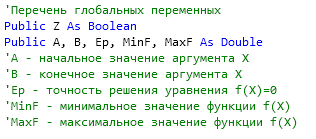 'Перечень глобальных переменных
Public Z As Boolean
Public A, B, Ep, MinF, MaxF As Double
'A - начальное значение аргумента X
'B - конечное значение аргумента X
'Ep - точность решения уравнения f(X)=0
'MinF - минимальное значение функции f(X)
'MaxF - максимальное значение функции f(X)